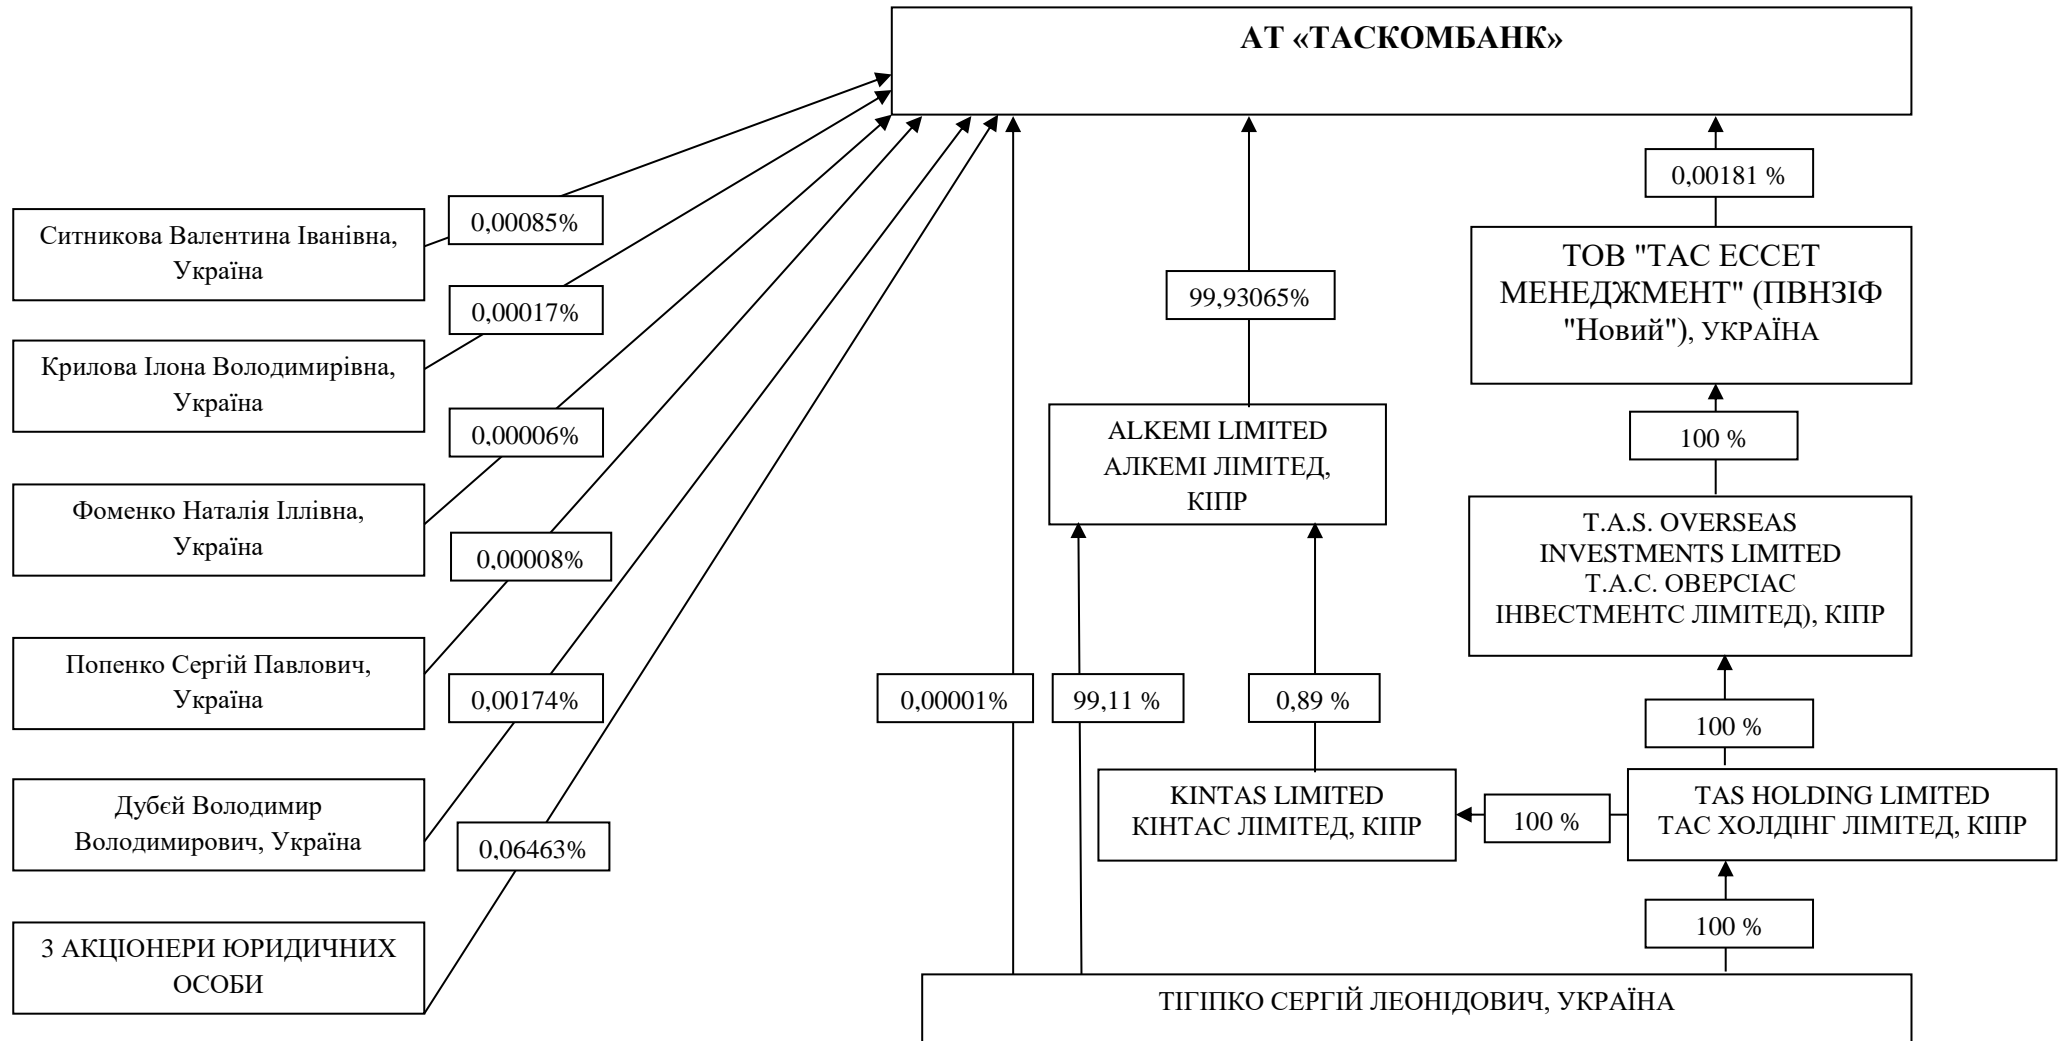 АТ «ТАСКОМБАНК»
0,00181 %
0,00085%
Ситникова Валентина Іванівна,
Україна
ТОВ "ТАС ЕССЕТ
МЕНЕДЖМЕНТ" (ПВНЗІФ
"Новий"), УКРАЇНА
99,93065%
0,00017%
Крилова Ілона Володимирівна,
Україна
0,00006%
ALKEMI LIMITED
АЛКЕМІ ЛІМІТЕД,
КІПР
100 %
Фоменко Наталія Іллівна,
Україна
0,00008%
T.A.S. OVERSEAS
INVESTMENTS LIMITED
Т.А.С. ОВЕРСІАС
ІНВЕСТМЕНТС ЛІМІТЕД), КІПР
Попенко Сергій Павлович,
Україна
0,00174%
0,00001%
99,11 %
0,89 %
100 %
Дубєй Володимир
Володимирович, Україна
0,06463%
KINTAS LIMITED
КІНТАС ЛІМІТЕД, КІПР
100 %
TAS HOLDING LIMITED
ТАС ХОЛДІНГ ЛІМІТЕД, КІПР
100 %
3 АКЦІОНЕРИ ЮРИДИЧНИХ
ОСОБИ
ТІГІПКО СЕРГІЙ ЛЕОНІДОВИЧ, УКРАЇНА